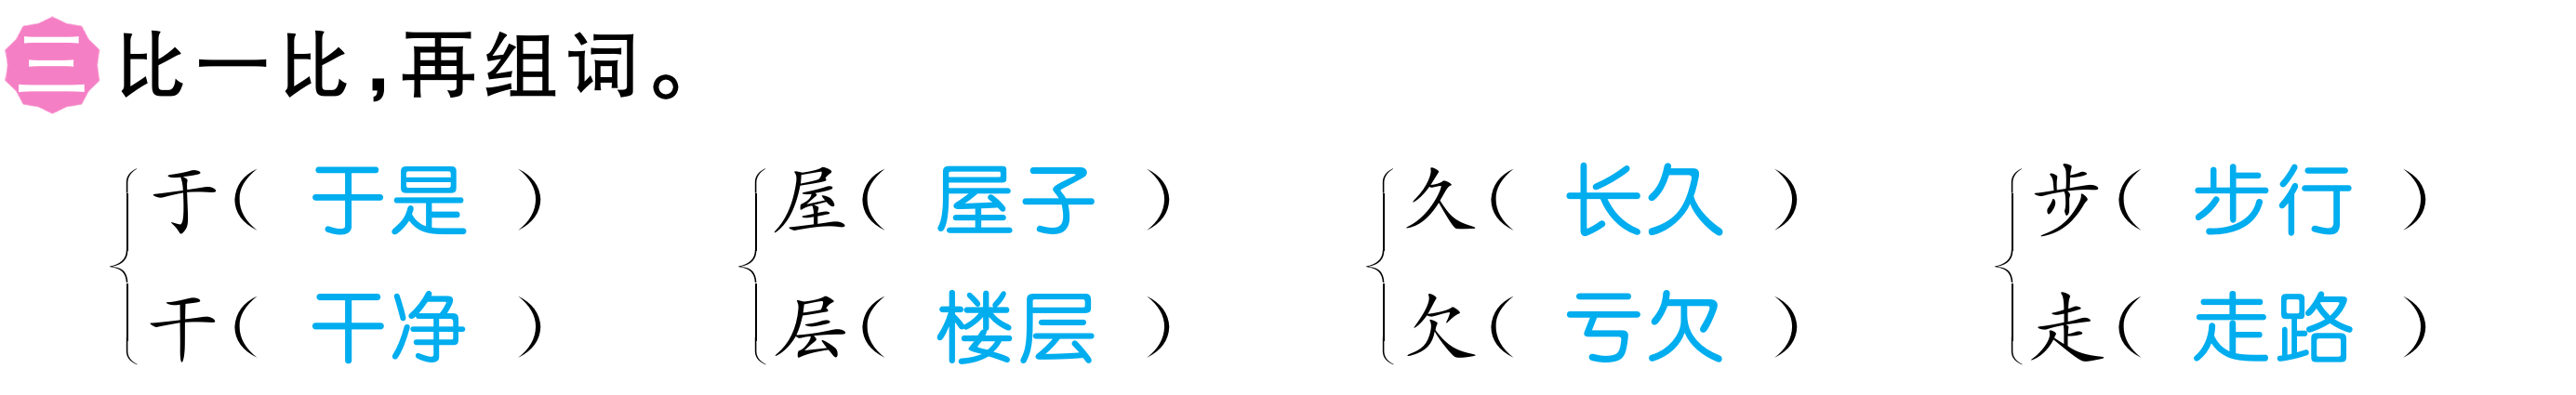 三 比一比,再组词。
于( 于是 ) 屋( 屋子 ) 久( 长久 ) 步( 步行 )
干( 干净 ) 层( 楼层 ) 欠( 亏欠 ) 走( 走路 )